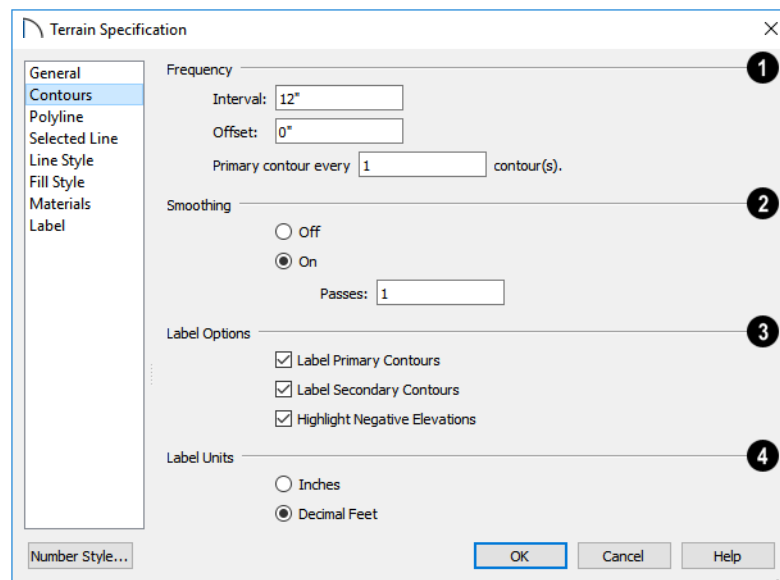 Terrain Specification
General
Contours
Polyline
Selected Line
Line Style
Fill Style
Materials
Label
Frequency
1
Interval: 12"
Offset: 0"
Primary contour every 1 contour(s).
Smoothing
2
Off
On
Passes: 1
Label Options
3
Label Primary Contours
Label Secondary Contours
Highlight Negative Elevations
Label Units
4
Inches
Decimal Feet
Number Style...
OK
Cancel
Help